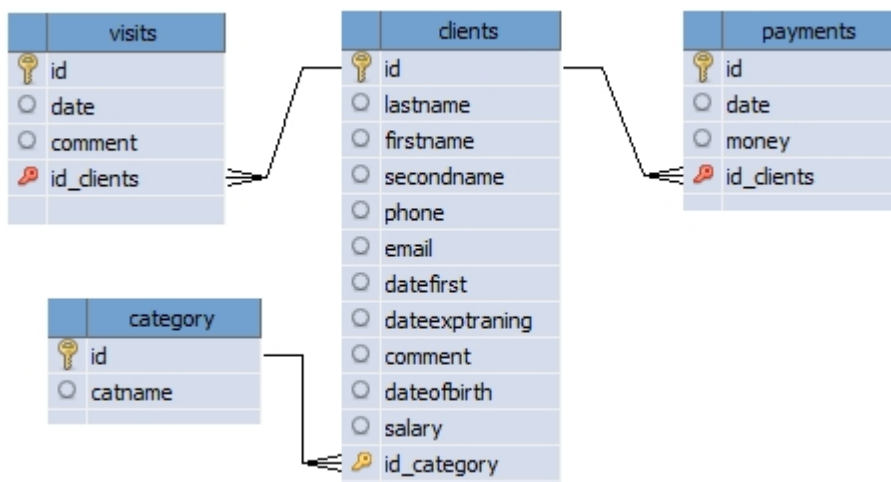 visits
id
date
comment
id_clients
clients
id
lastname
firstname
secondname
phone
email
datefirst
dateexptraning
comment
dateofbirth
salary
id_category
payments
id
date
money
id_clients
category
id
catname